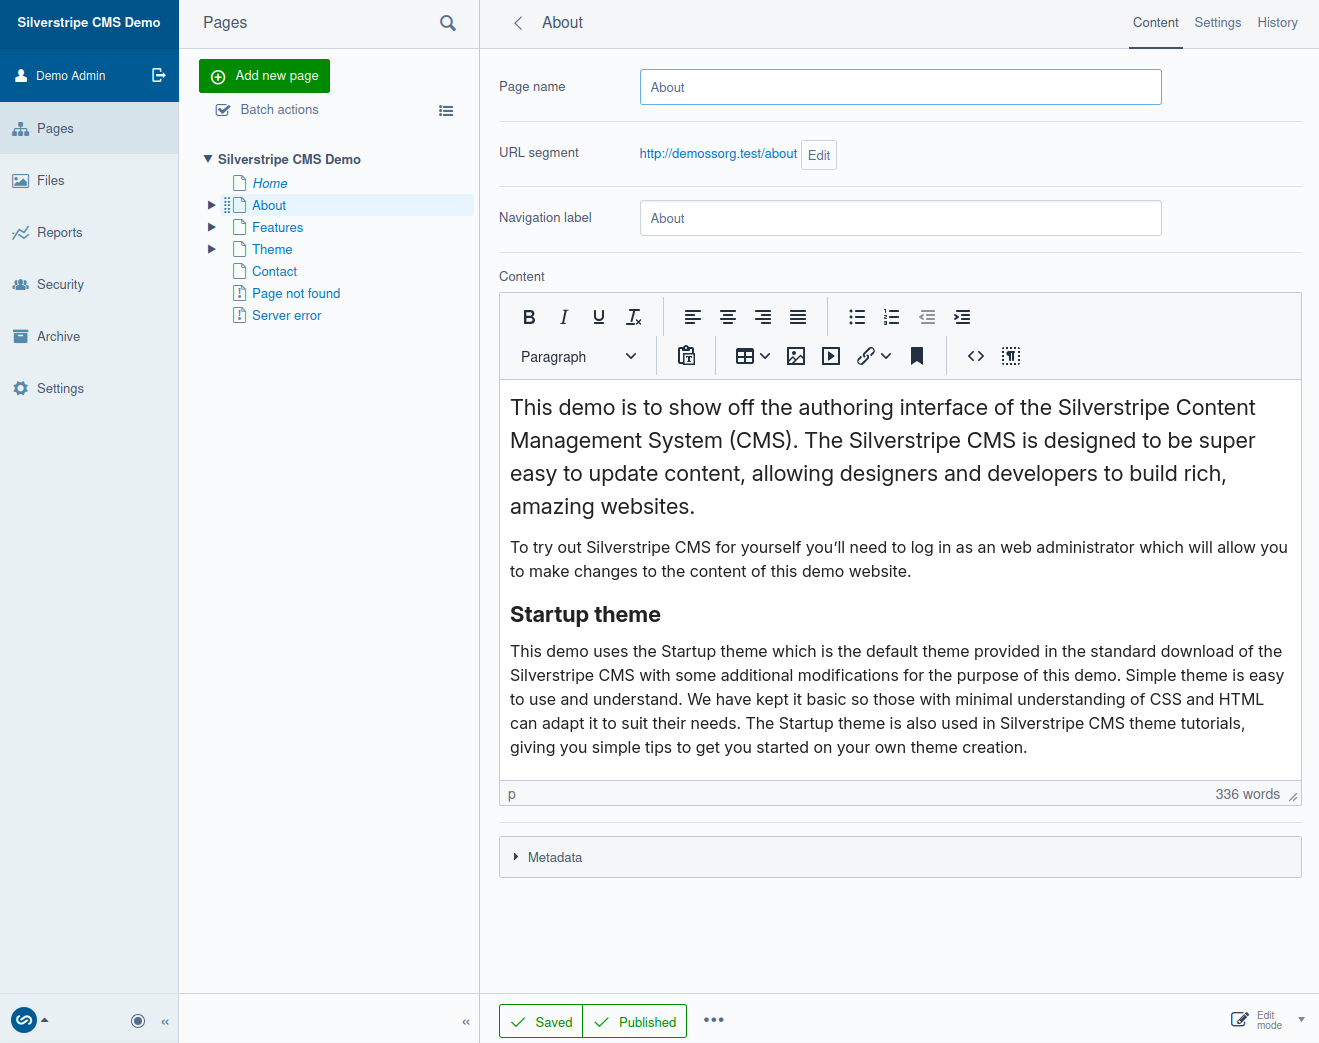 Silverstripe CMS Demo
Demo Admin
Pages
Files
Reports
Security
Archive
Settings
Pages
Add new page
Batch actions
Silverstripe CMS Demo
Home
About
Features
Theme
Contact
Page not found
Server error
About
Content Settings History
Page name About
URL segment http://demossorg.test/about Edit
Navigation label About
Content
Paragraph
This demo is to show off the authoring interface of the Silverstripe Content
Management System (CMS). The Silverstripe CMS is designed to be super
easy to update content, allowing designers and developers to build rich,
amazing websites.
To try out Silverstripe CMS for yourself you’ll need to log in as an web administrator which will allow you
to make changes to the content of this demo website.
Startup theme
This demo uses the Startup theme which is the default theme provided in the standard download of the
Silverstripe CMS with some additional modifications for the purpose of this demo. Simple theme is easy
to use and understand. We have kept it basic so those with minimal understanding of CSS and HTML
can adapt it to suit their needs. The Startup theme is also used in Silverstripe CMS theme tutorials,
giving you simple tips to get you started on your own theme creation.
p 336 words
Metadata
Saved Published
Edit
mode